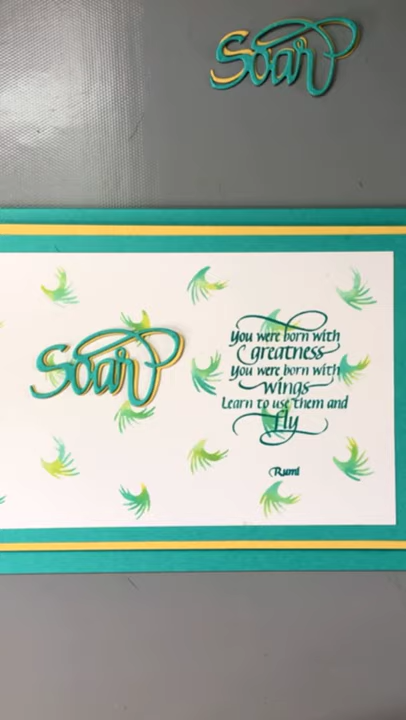 Soar
Soar
You were born with
greatness
You were born with
wings
Learn to use them and
fly
Rumi